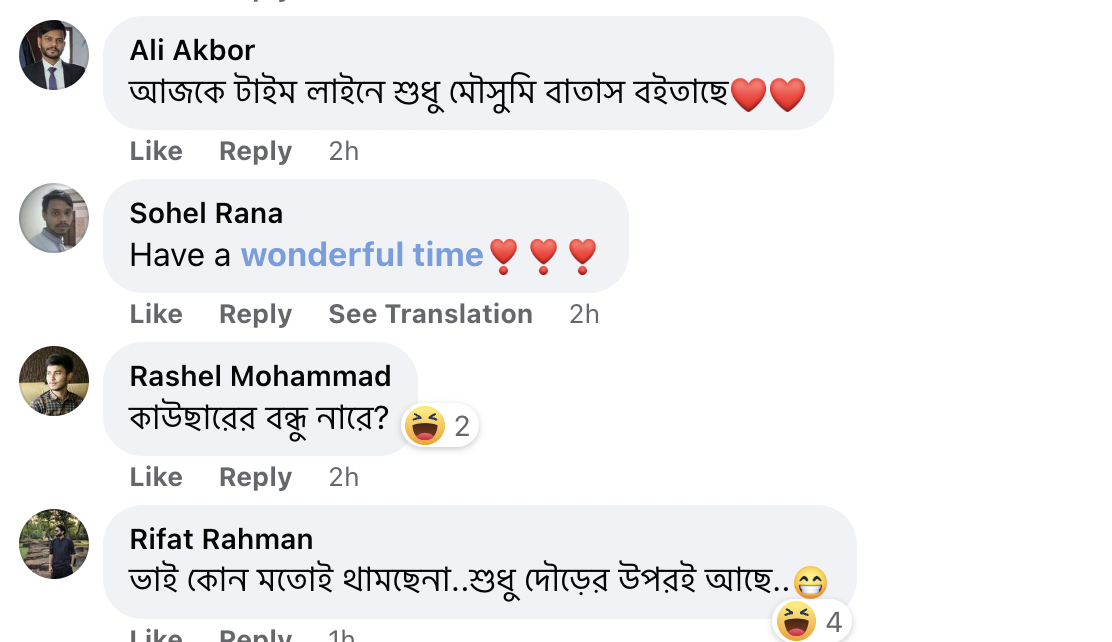 Ali Akbor
আজকে টাইম লাইনে শুধু মৌসুমি বাতাস বইতাছে❤️❤️
Like Reply 2h
Sohel Rana
Have a wonderful time❣️❣️❣️
Like Reply See Translation 2h
Rashel Mohammad
কাউছারের বন্ধু নারে?
😆 2
Like Reply 2h
Rifat Rahman
ভাই কোন মতোই থামছেনা..শুধু দৌড়ের উপরই আছে..😁
😆 4
Like Reply 1h